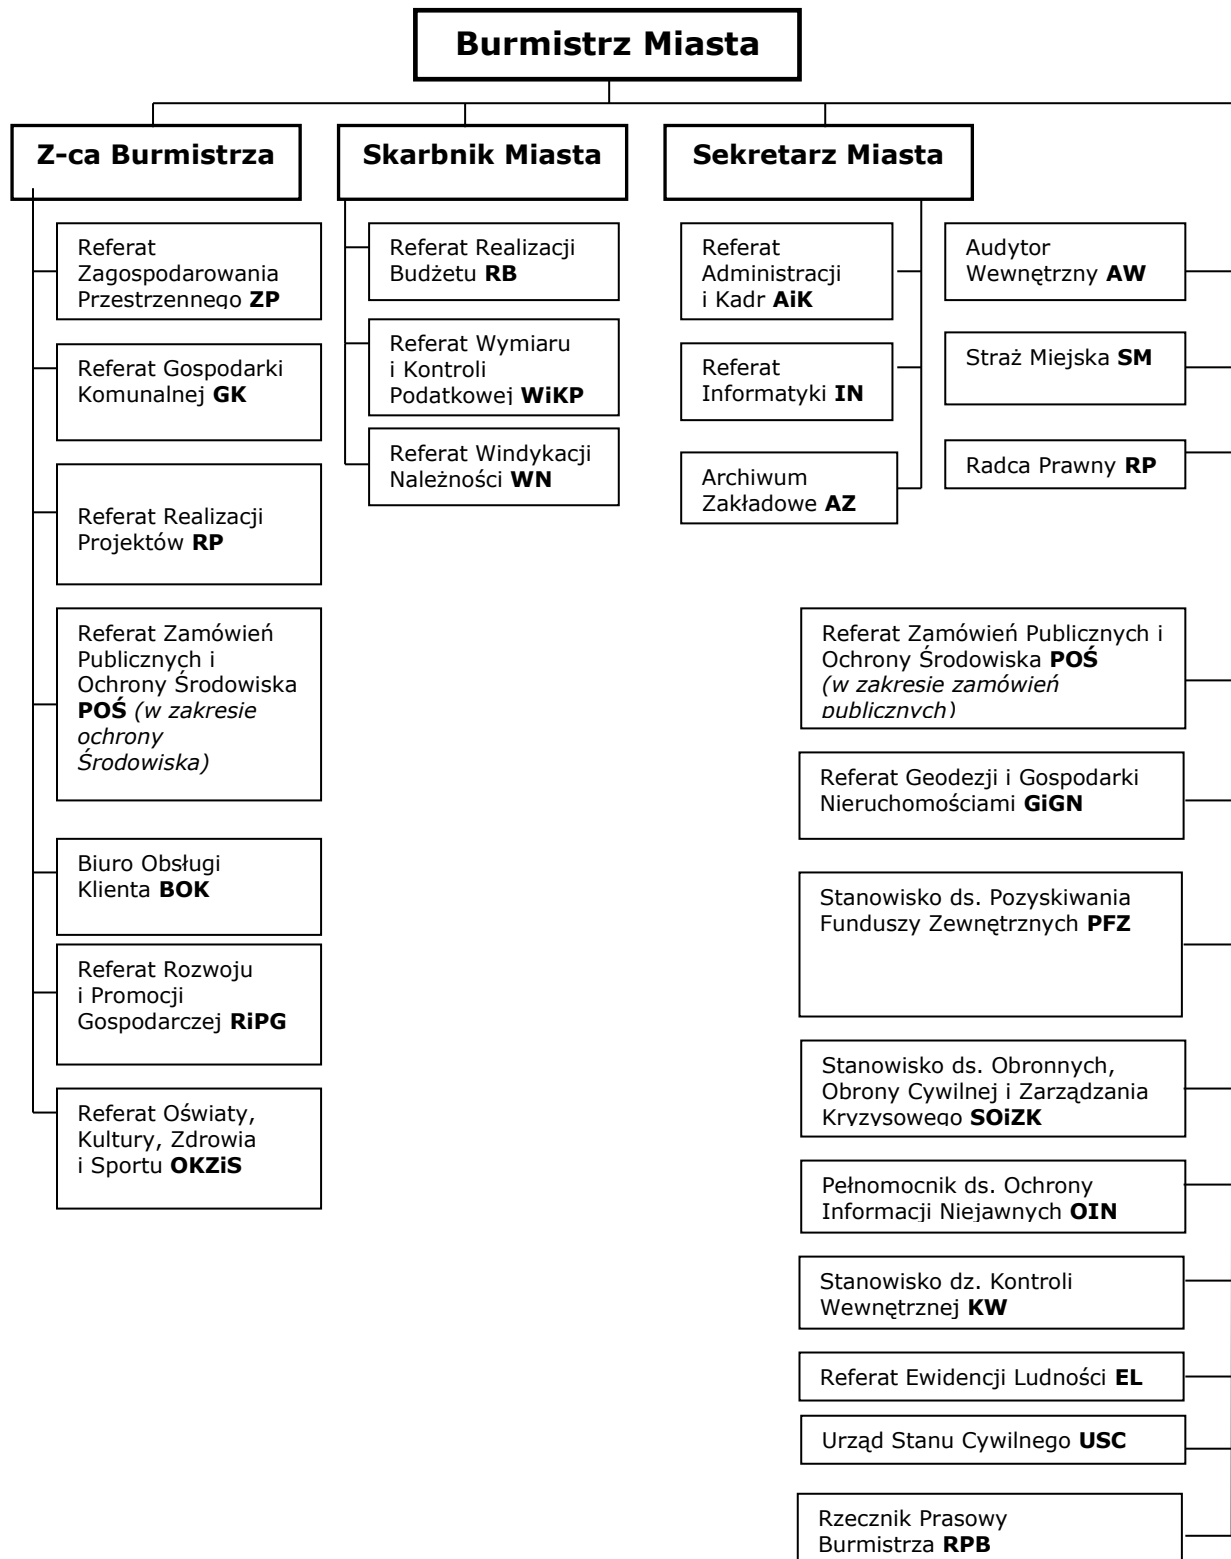 Burmistrz Miasta
Z-ca Burmistrza
Skarbnik Miasta
Sekretarz Miasta
Referat
Zagospodarowania
Przestrzennego ZP
Referat Gospodarki
Komunalnej GK
Referat Realizacji
Projektów RP
Referat Zamówień
Publicznych i
Ochrony Środowiska
POŚ (w zakresie
ochrony
Środowiska)
Biuro Obsługi
Klienta BOK
Referat Rozwoju
i Promocji
Gospodarczej RiPG
Referat Oświaty,
Kultury, Zdrowia
i Sportu OKZiS
Referat Realizacji
Budżetu RB
Referat Wymiaru
i Kontroli
Podatkowej WiKP
Referat Windykacji
Należności WN
Referat
Administracji
i Kadr AiK
Referat
Informatyki IN
Archiwum
Zakładowe AZ
Audytor
Wewnętrzny AW
Straż Miejska SM
Radca Prawny RP
Referat Zamówień Publicznych i
Ochrony Środowiska POŚ
(w zakresie zamówień
publicznych)
Referat Geodezji i Gospodarki
Nieruchomościami GiGN
Stanowisko ds. Pozyskiwania
Funduszy Zewnętrznych PFZ
Stanowisko ds. Obronnych,
Obrony Cywilnej i Zarządzania
Kryzysowego SOiZK
Pełnomocnik ds. Ochrony
Informacji Niejawnych OIN
Stanowisko dz. Kontroli
Wewnętrznej KW
Referat Ewidencji Ludności EL
Urząd Stanu Cywilnego USC
Rzecznik Prasowy
Burmistrza RPB